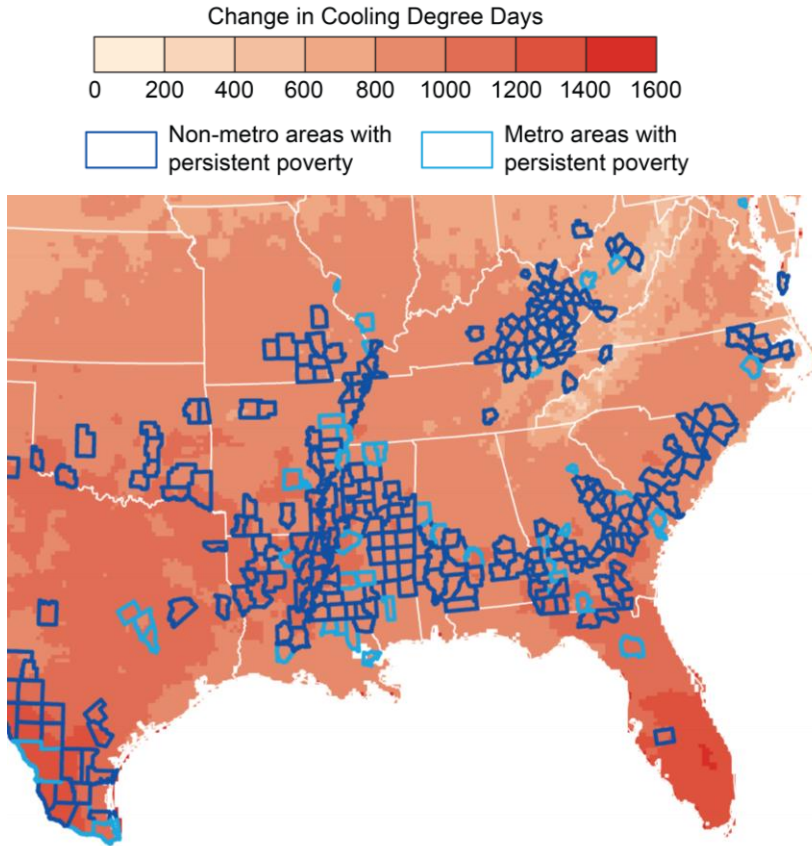 Change in Cooling Degree Days
0 200 400 600 800 1000 1200 1400 1600
Non-metro areas with
persistent poverty
Metro areas with
persistent poverty